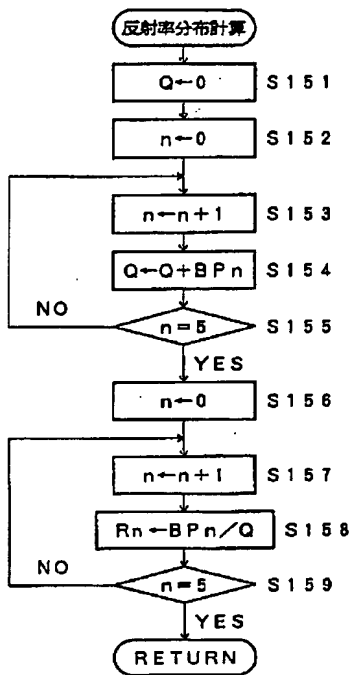 反射率分布計算
Q←0 S151
n←0 S152
n←n+1 S153
Q←Q+BPn S154
NO
n=5 S155
YES
n←0 S156
n←n+1 S157
Rn←BPn/Q S158
NO
n=5 S159
YES
RETURN